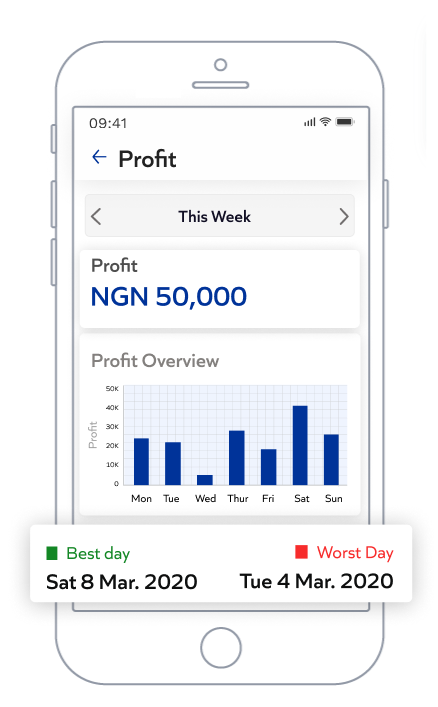 09:41
Profit
This Week
Profit
NGN 50,000
Profit Overview
50K
40K
30K
20K
10K
0
Profit
Mon Tue Wed Thur Fri Sat Sun
Best day Worst Day
Sat 8 Mar. 2020 Tue 4 Mar. 2020